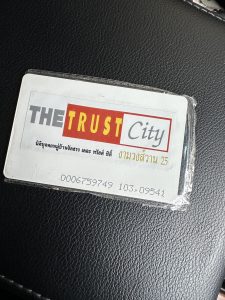 THE TRUST City
นิติบุคคลหมู่บ้านจัดสรร เดอะ ทรัสต์ ซิตี้ งามวงศ์วาน 25
0006759749 103,09541